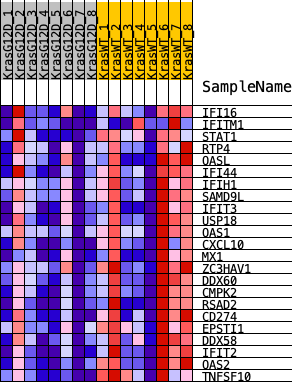 KrasG12D_1
KrasG12D_2
KrasG12D_3
KrasG12D_4
KrasG12D_5
KrasG12D_6
KrasG12D_7
KrasG12D_8
KrasWT_1
KrasWT_2
KrasWT_3
KrasWT_4
KrasWT_5
KrasWT_6
KrasWT_7
KrasWT_8
SampleName
IFI16
IFITM1
STAT1
RTP4
OASL
IFI44
IFIH1
SAMD9L
IFIT3
USP18
OAS1
CXCL10
MX1
ZC3HAV1
DDX60
CMPK2
RSAD2
CD274
EPSTI1
DDX58
IFIT2
OAS2
TNFSF10